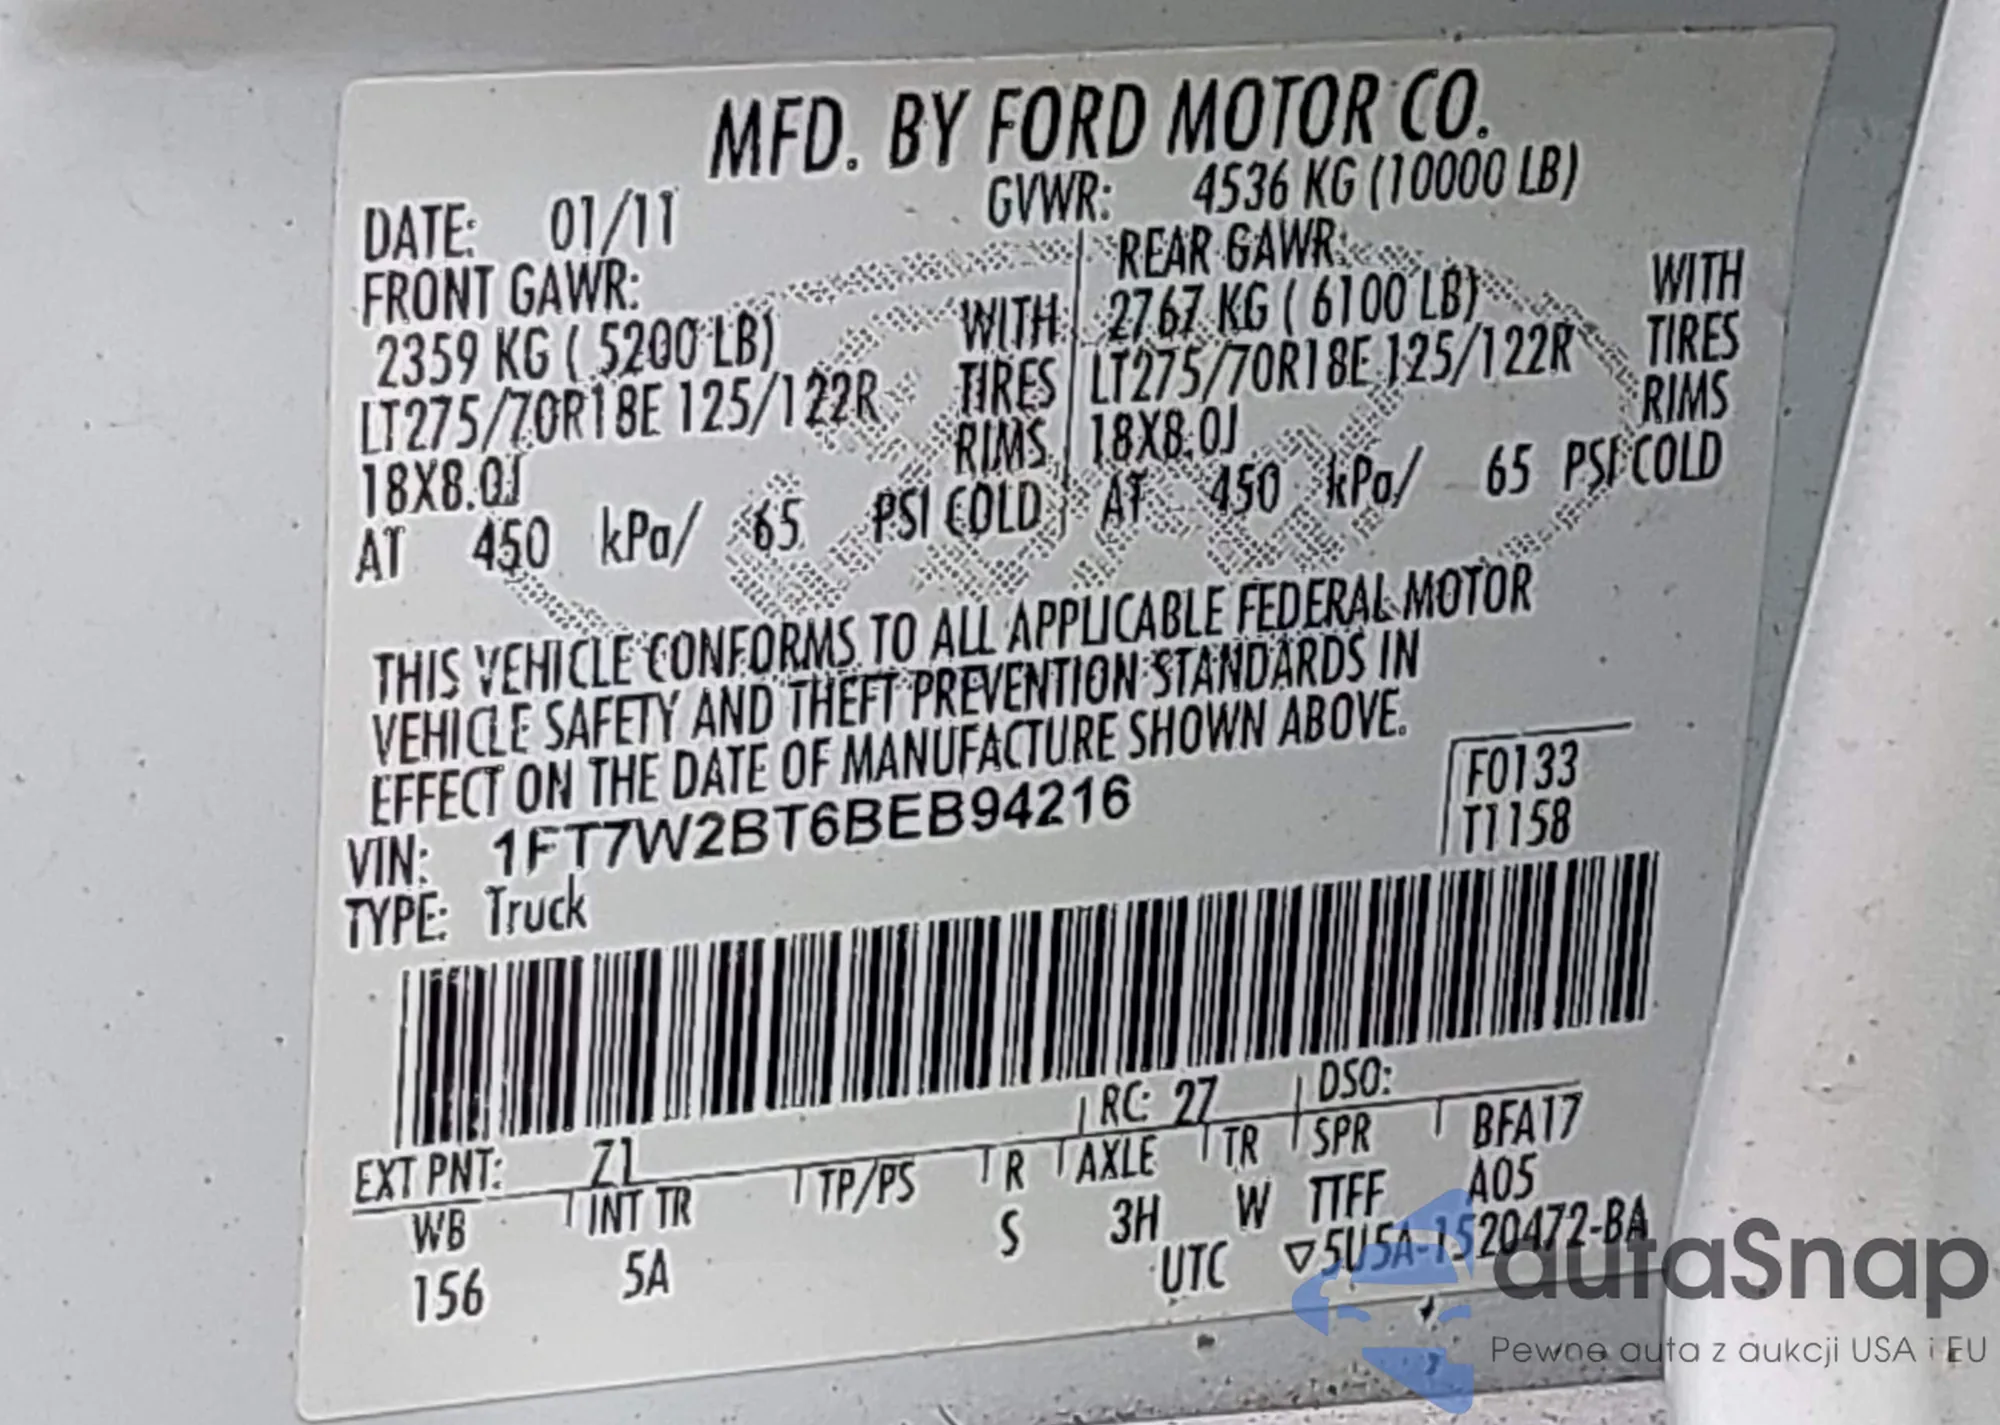 MFD. BY FORD MOTOR CO.
DATE: 01/11 GVWR: 4536 KG (10000 LB)
FRONT GAWR: REAR GAWR:
2359 KG ( 5200 LB) WITH 2767 KG ( 6100 LB) WITH
LT275/70R18E 125/122R TIRES LT275/70R18E 125/122R TIRES
18X8.0J RIMS 18X8.0J RIMS
AT 450 kPa/ 65 PSI COLD AT 450 kPa/ 65 PSI COLD
THIS VEHICLE CONFORMS TO ALL APPLICABLE FEDERAL MOTOR
VEHICLE SAFETY AND THEFT PREVENTION STANDARDS IN
EFFECT ON THE DATE OF MANUFACTURE SHOWN ABOVE.
F0133
VIN: 1FT7W2BT6BEB94216 T1158
TYPE: Truck
RC: 27 DSO:
EXT PNT: Z1 BFA17
WB INT TR TP/PS R AXLE TR SPR A05
156 5A S 3H W TTFF
UTC ▽5U5A-1520472-BA
autaSnap
Pewne auta z aukcji USA i EU